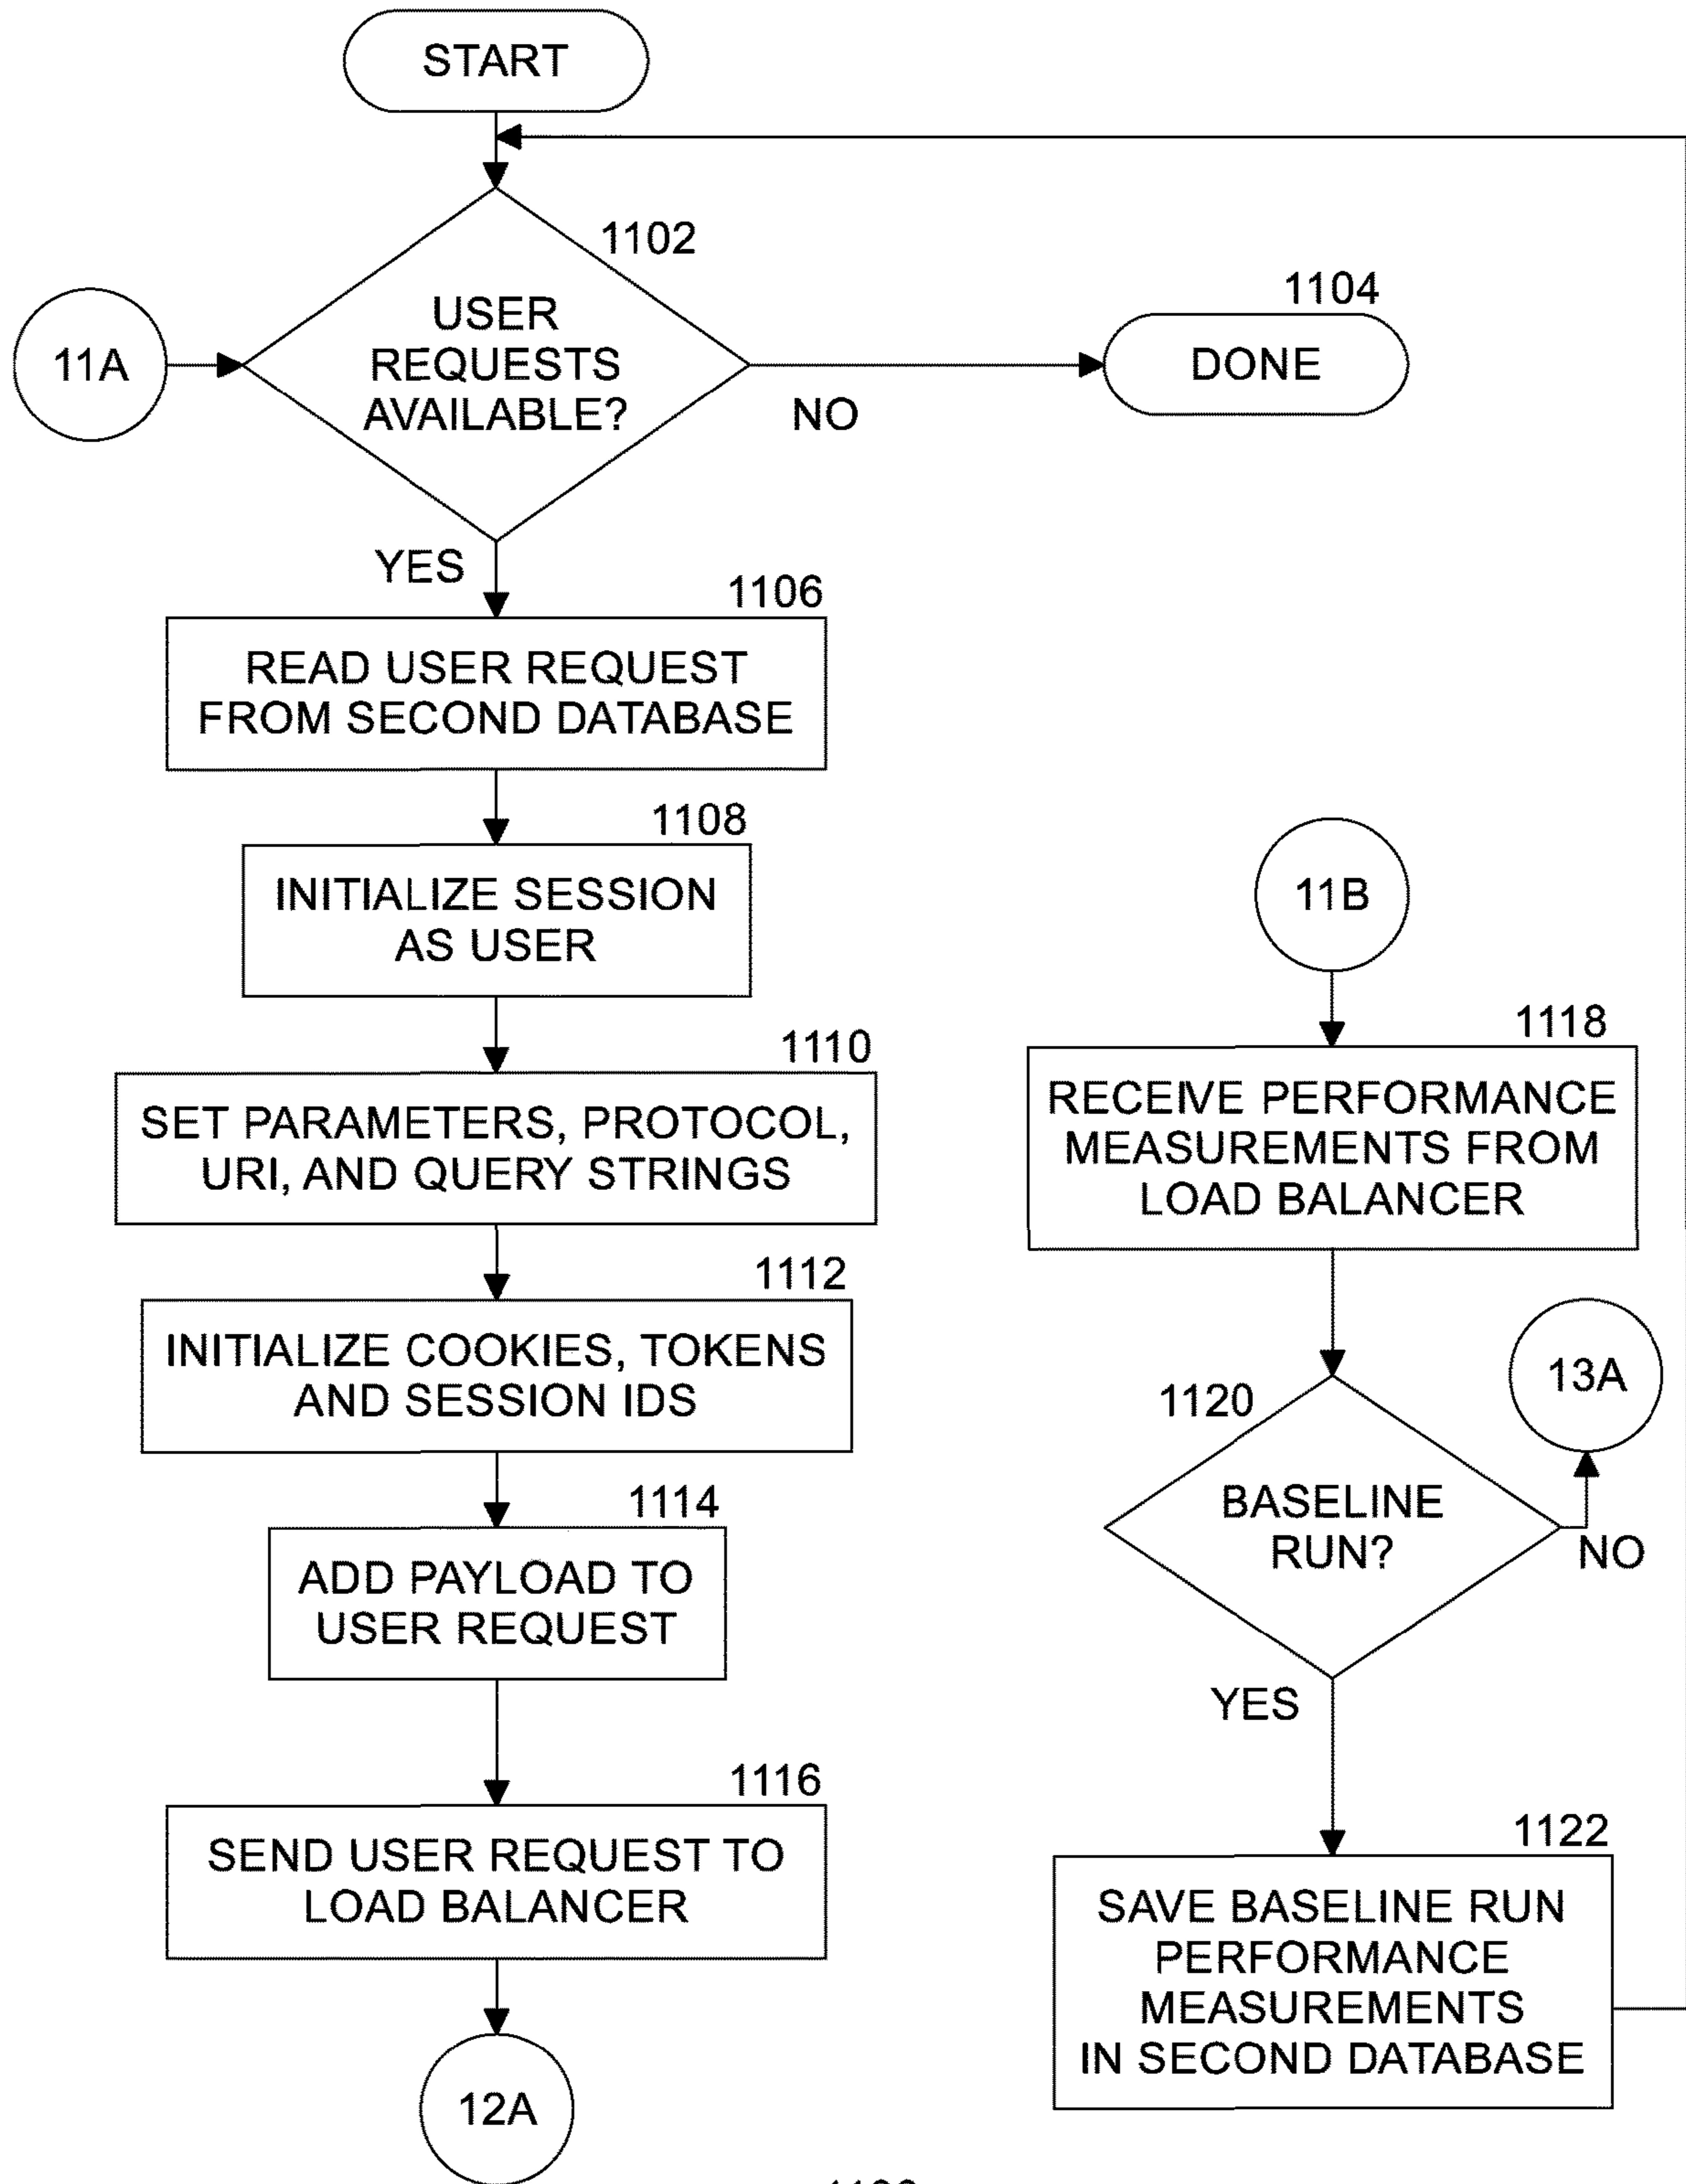 START
1102
USER
REQUESTS
AVAILABLE?
11A
NO
1104
DONE
YES
1106
READ USER REQUEST
FROM SECOND DATABASE
1108
INITIALIZE SESSION
AS USER
1110
SET PARAMETERS, PROTOCOL,
URI, AND QUERY STRINGS
1112
INITIALIZE COOKIES, TOKENS
AND SESSION IDS
1114
ADD PAYLOAD TO
USER REQUEST
1116
SEND USER REQUEST TO
LOAD BALANCER
12A
11B
1118
RECEIVE PERFORMANCE
MEASUREMENTS FROM
LOAD BALANCER
13A
1120
BASELINE
RUN?
NO
YES
1122
SAVE BASELINE RUN
PERFORMANCE
MEASUREMENTS
IN SECOND DATABASE